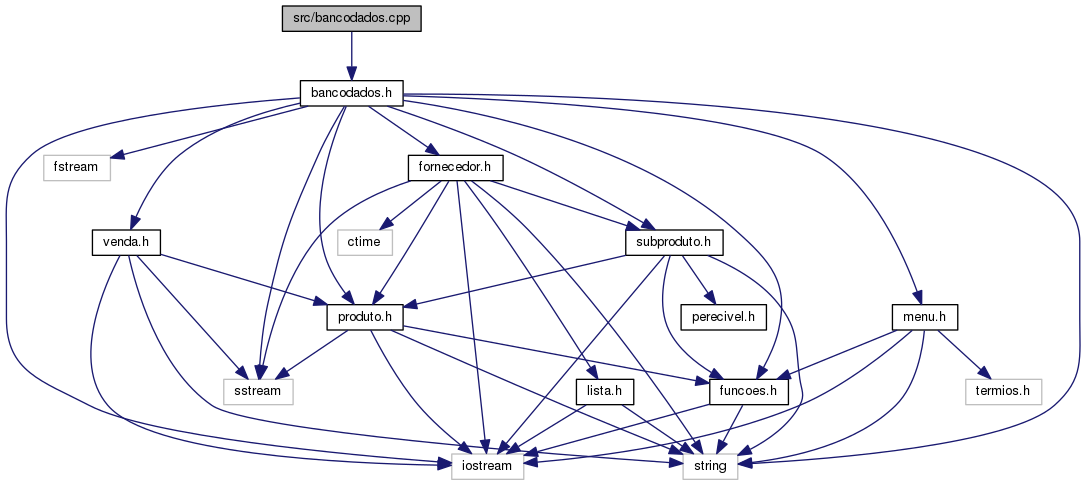 src/bancodados.cpp
bancodados.h
fstream
fornecedor.h
venda.h
ctime
subproduto.h
produto.h
perecivel.h
menu.h
sstream
lista.h
funcoes.h
termios.h
iostream
string